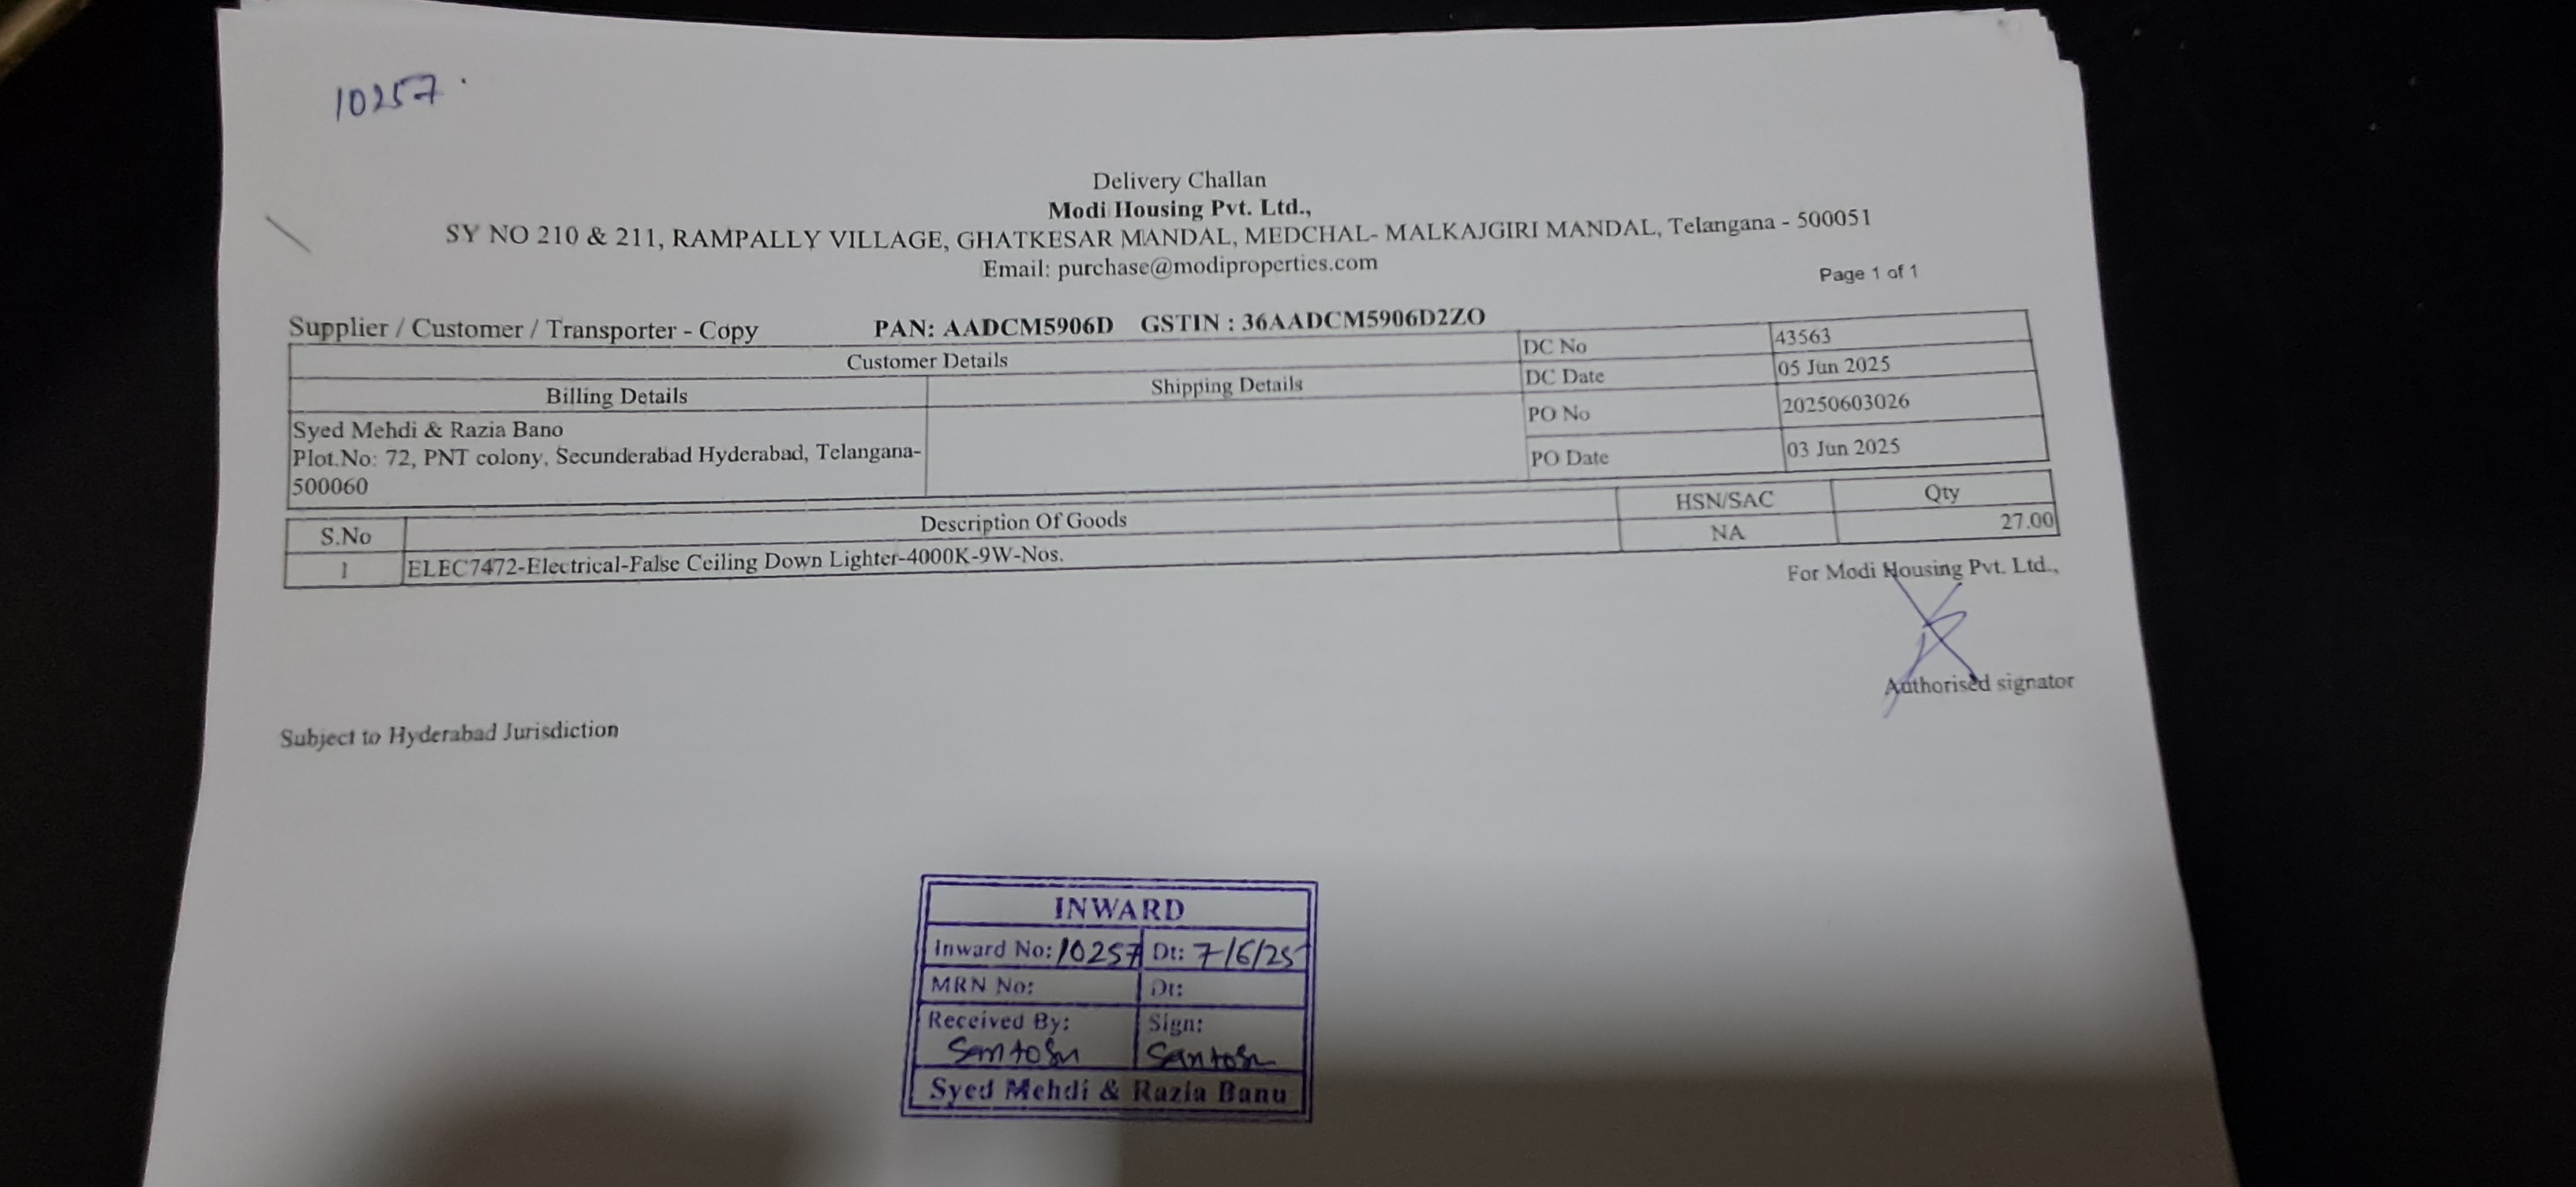 10257.
Delivery Challan
Modi Housing Pvt. Ltd.,
SY NO 210 & 211, RAMPALLY VILLAGE, GHATKESAR MANDAL, MEDCHAL- MALKAJGIRI MANDAL, Telangana - 500051
Email: purchase@modiproperties.com
Page 1 of 1
Supplier / Customer / Transporter - Copy PAN: AADCM5906D GSTIN : 36AADCM5906D2ZO
Customer Details
Billing Details Shipping Details
DC No 43563
DC Date 05 Jun 2025
PO No 20250603026
PO Date 03 Jun 2025
Syed Mehdi & Razia Bano
Plot.No: 72, PNT colony, Secunderabad Hyderabad, Telangana-
500060
S.No Description Of Goods HSN/SAC Qty
1 ELEC7472-Electrical-False Ceiling Down Lighter-4000K-9W-Nos. NA 27.00
For Modi Housing Pvt. Ltd.,
Authorised signator
Subject to Hyderabad Jurisdiction
INWARD
Inward No: 10257 Dt: 7/6/25
MRN No: Dt:
Received By: Sign:
Santosh Santosh
Syed Mehdi & Razia Banu